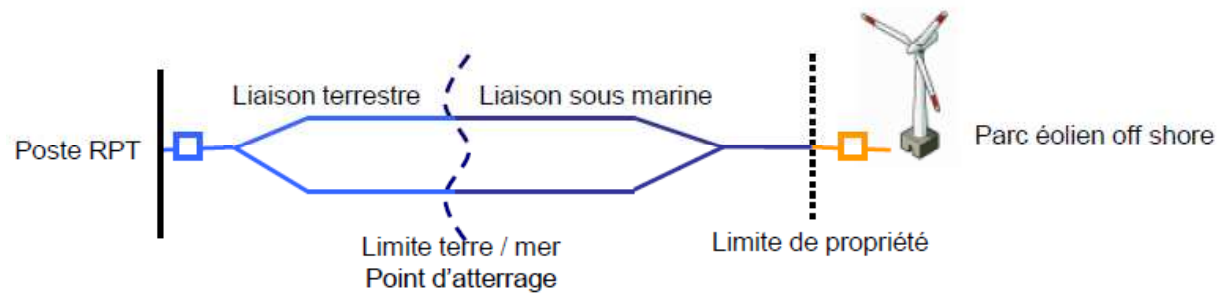 Liaison terrestre
Liaison sous marine
Poste RPT
Parc éolien off shore
Limite terre / mer
Point d'atterrage
Limite de propriété